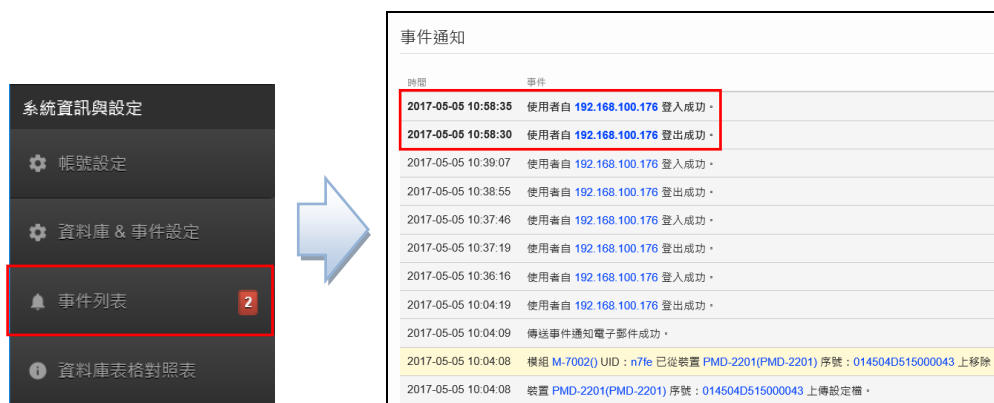 系統資訊與設定
帳號設定
資料庫 & 事件設定
事件列表 2
資料庫表格對照表
事件通知
時間 事件
2017-05-05 10:58:35 使用者自 192.168.100.176 登入成功。
2017-05-05 10:58:30 使用者自 192.168.100.176 登出成功。
2017-05-05 10:39:07 使用者自 192.168.100.176 登入成功。
2017-05-05 10:38:55 使用者自 192.168.100.176 登出成功。
2017-05-05 10:37:46 使用者自 192.168.100.176 登入成功。
2017-05-05 10:37:19 使用者自 192.168.100.176 登出成功。
2017-05-05 10:36:16 使用者自 192.168.100.176 登入成功。
2017-05-05 10:04:19 使用者自 192.168.100.176 登出成功。
2017-05-05 10:04:09 傳送事件通知電子郵件成功。
2017-05-05 10:04:08 模組 M-7002() UID：n7fe 已從裝置 PMD-2201(PMD-2201) 序號：014504D515000043 上移除
2017-05-05 10:04:08 裝置 PMD-2201(PMD-2201) 序號：014504D515000043 上傳設定檔。